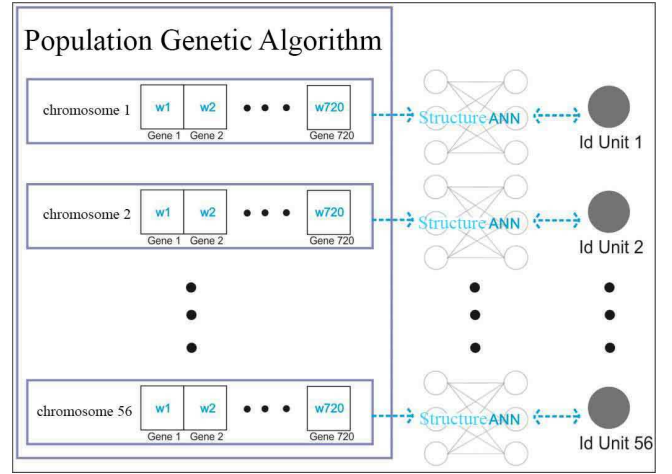 Population Genetic Algorithm
chromosome 1
w1 w2 w720
Gene 1 Gene 2 Gene 720
Structure ANN
Id Unit 1
chromosome 2
w1 w2 w720
Gene 1 Gene 2 Gene 720
Structure ANN
Id Unit 2
chromosome 56
w1 w2 w720
Gene 1 Gene 2 Gene 720
Structure ANN
Id Unit 56